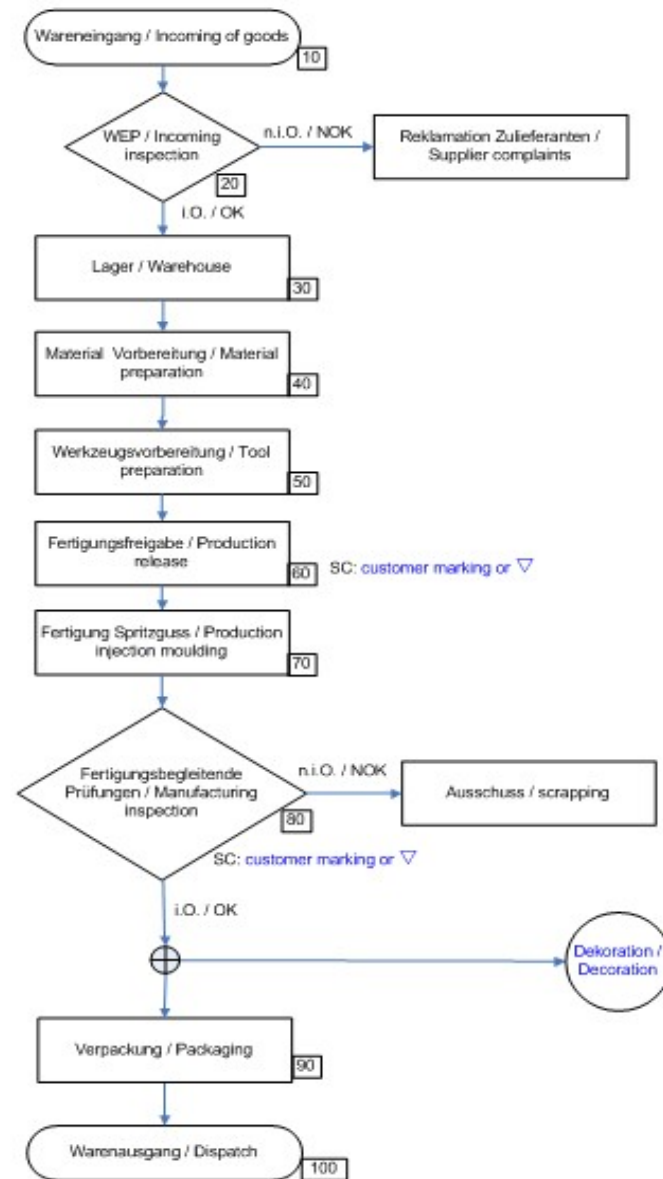 Wareneingang / Incoming of goods
10
WEP / Incoming
inspection
20
n.i.O. / NOK
Reklamation Zulieferanten /
Supplier complaints
i.O. / OK
Lager / Warehouse
30
Material Vorbereitung / Material
preparation
40
Werkzeugsvorbereitung / Tool
preparation
50
Fertigungsfreigabe / Production
release
60
SC: customer marking or ▽
Fertigung Spritzguss / Production
injection moulding
70
Fertigungsbegleitende
Prüfungen / Manufacturing
inspection
80
n.i.O. / NOK
Ausschuss / scrapping
SC: customer marking or ▽
i.O. / OK
Dekoration /
Decoration
Verpackung / Packaging
90
Warenausgang / Dispatch
100